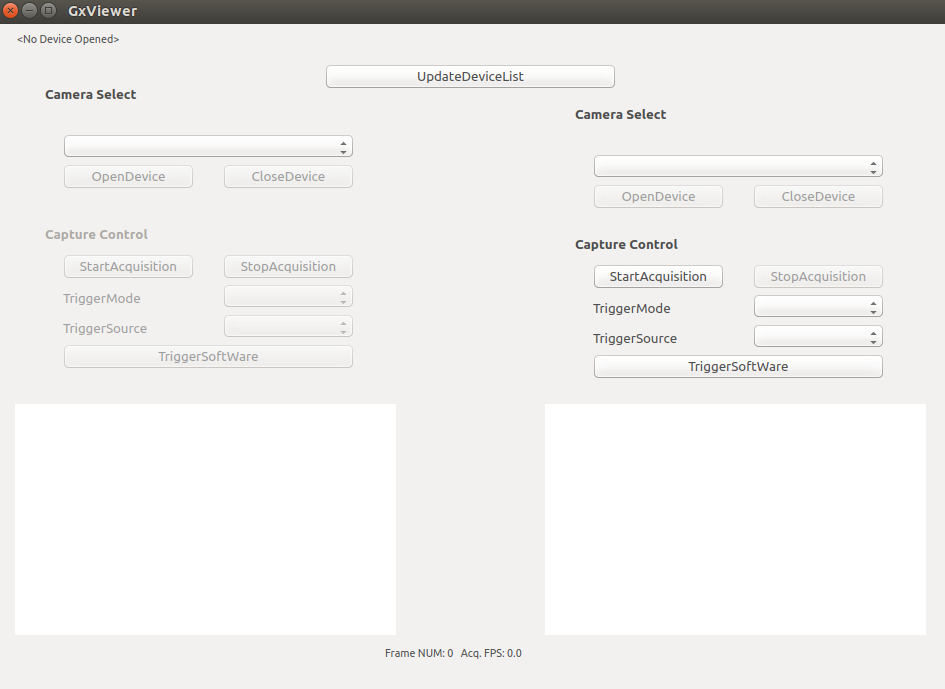 GxViewer
<No Device Opened>
UpdateDeviceList
Camera Select
OpenDevice CloseDevice
Capture Control
StartAcquisition StopAcquisition
TriggerMode
TriggerSource
TriggerSoftWare
Camera Select
OpenDevice CloseDevice
Capture Control
StartAcquisition StopAcquisition
TriggerMode
TriggerSource
TriggerSoftWare
Frame NUM: 0 Acq. FPS: 0.0